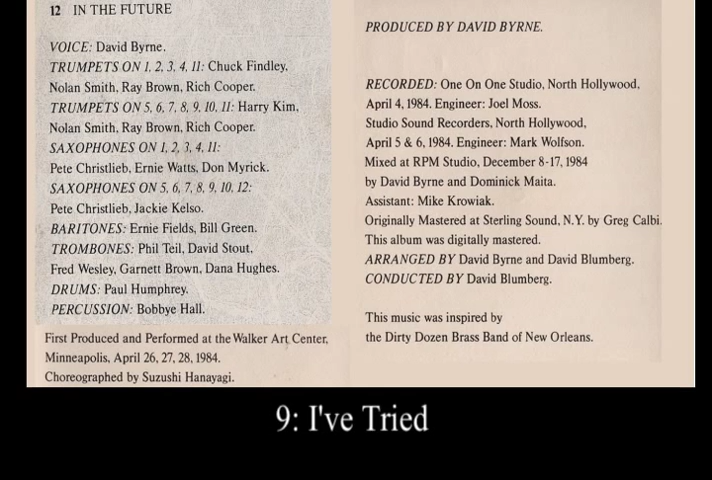 12 IN THE FUTURE
VOICE: David Byrne.
TRUMPETS ON 1, 2, 3, 4, 11: Chuck Findley,
Nolan Smith, Ray Brown, Rich Cooper.
TRUMPETS ON 5, 6, 7, 8, 9, 10, 11: Harry Kim,
Nolan Smith, Ray Brown, Rich Cooper.
SAXOPHONES ON 1, 2, 3, 4, 11:
Pete Christlieb, Ernie Watts, Don Myrick.
SAXOPHONES ON 5, 6, 7, 8, 9, 10, 12:
Pete Christlieb, Jackie Kelso.
BARITONES: Ernie Fields, Bill Green.
TROMBONES: Phil Teil, David Stout,
Fred Wesley, Garnett Brown, Dana Hughes.
DRUMS: Paul Humphrey.
PERCUSSION: Bobbye Hall.
First Produced and Performed at the Walker Art Center,
Minneapolis, April 26, 27, 28, 1984.
Choreographed by Suzushi Hanayagi.
PRODUCED BY DAVID BYRNE.
RECORDED: One On One Studio, North Hollywood,
April 4, 1984. Engineer: Joel Moss.
Studio Sound Recorders, North Hollywood,
April 5 & 6, 1984. Engineer: Mark Wolfson.
Mixed at RPM Studio, December 8-17, 1984
by David Byrne and Dominick Maita.
Assistant: Mike Krowiak.
Originally Mastered at Sterling Sound, N.Y. by Greg Calbi.
This album was digitally mastered.
ARRANGED BY David Byrne and David Blumberg.
CONDUCTED BY David Blumberg.
This music was inspired by
the Dirty Dozen Brass Band of New Orleans.
9: I've Tried